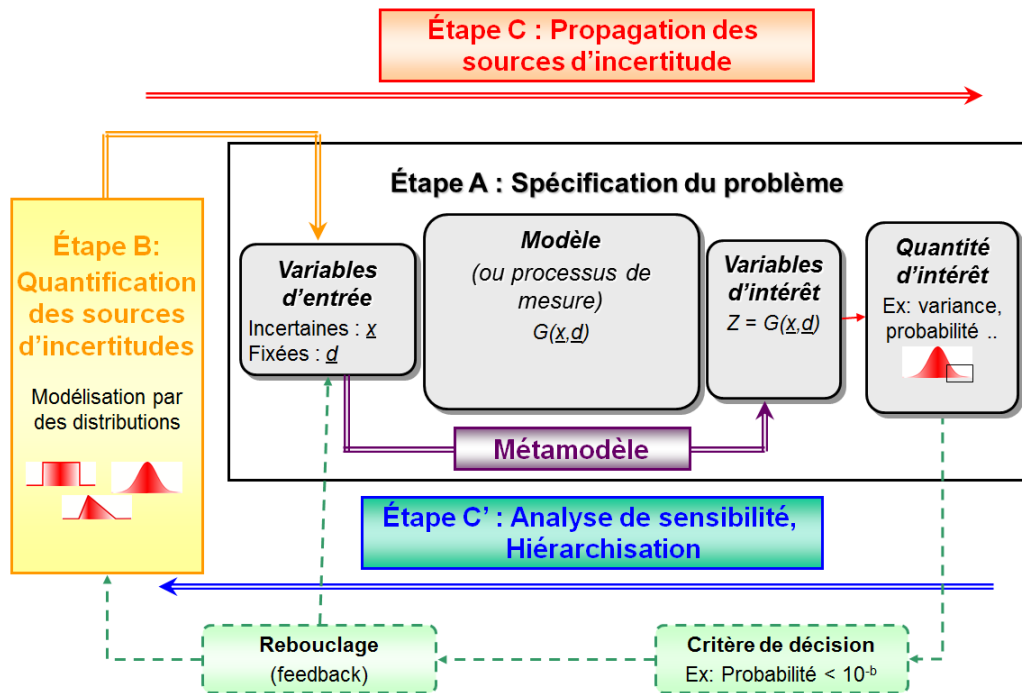 Étape C : Propagation des
sources d’incertitude
Étape A : Spécification du problème
Étape B:
Quantification
des sources
d’incertitudes
Modélisation par
des distributions
Variables
d’entrée
Incertaines : x
Fixées : d
Modèle
(ou processus de
mesure)
G(x,d)
Variables
d’intérêt
Z = G(x,d)
Quantité
d’intérêt
Ex: variance,
probabilité ..
Métamodèle
Étape C’ : Analyse de sensibilité,
Hiérarchisation
Rebouclage
(feedback)
Critère de décision
Ex: Probabilité < 10⁻ᵇ